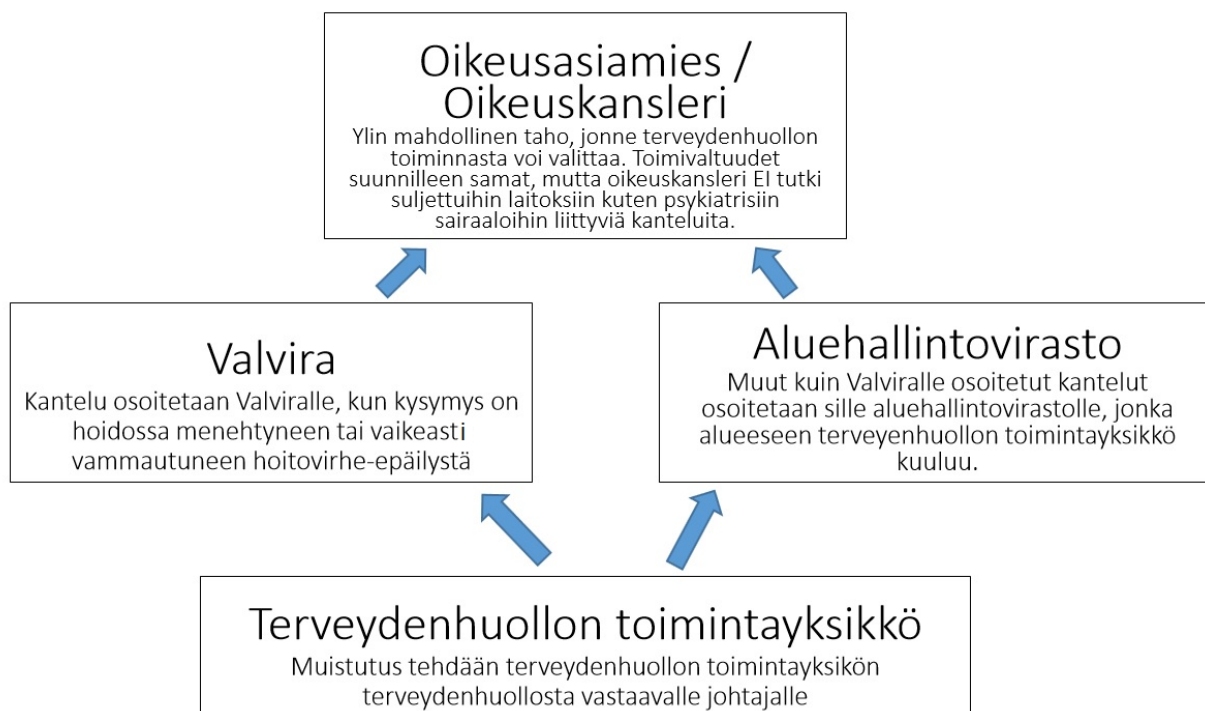 Oikeusasiamies /
Oikeuskansleri
Ylin mahdollinen taho, jonne terveydenhuollon
toiminnasta voi valittaa. Toimivaltuudet
suunnilleen samat, mutta oikeuskansleri EI tutki
suljettuihin laitoksiin kuten psykiatrisiin
sairaaloihin liittyviä kanteluita.
Valvira
Kantelu osoitetaan Valviralle, kun kysymys on
hoidossa menehtyneen tai vaikeasti
vammautuneen hoitovirhe-epäilystä
Aluehallintovirasto
Muut kuin Valviralle osoitetut kantelut
osoitetaan sille aluehallintovirastolle, jonka
alueeseen terveyenhuollon toimintayksikkö
kuuluu.
Terveydenhuollon toimintayksikkö
Muistutus tehdään terveydenhuollon toimintayksikön
terveydenhuollosta vastaavalle johtajalle